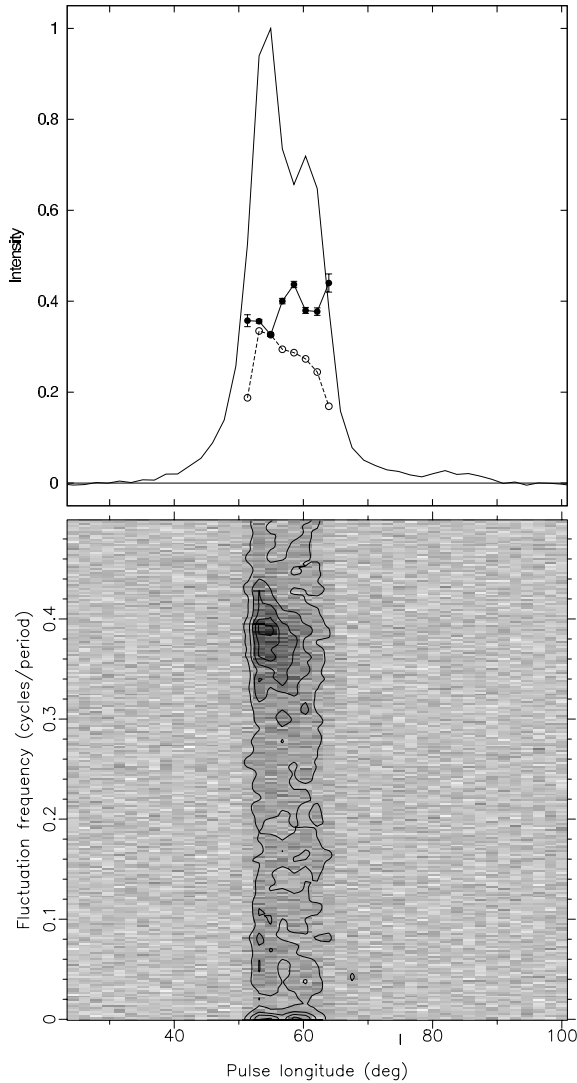 1
0.8
0.6
Intensity
0.4
0.2
0
0.4
0.3
Fluctuation frequency (cycles/period)
0.2
0.1
0
40 60 80 100
Pulse longitude (deg)